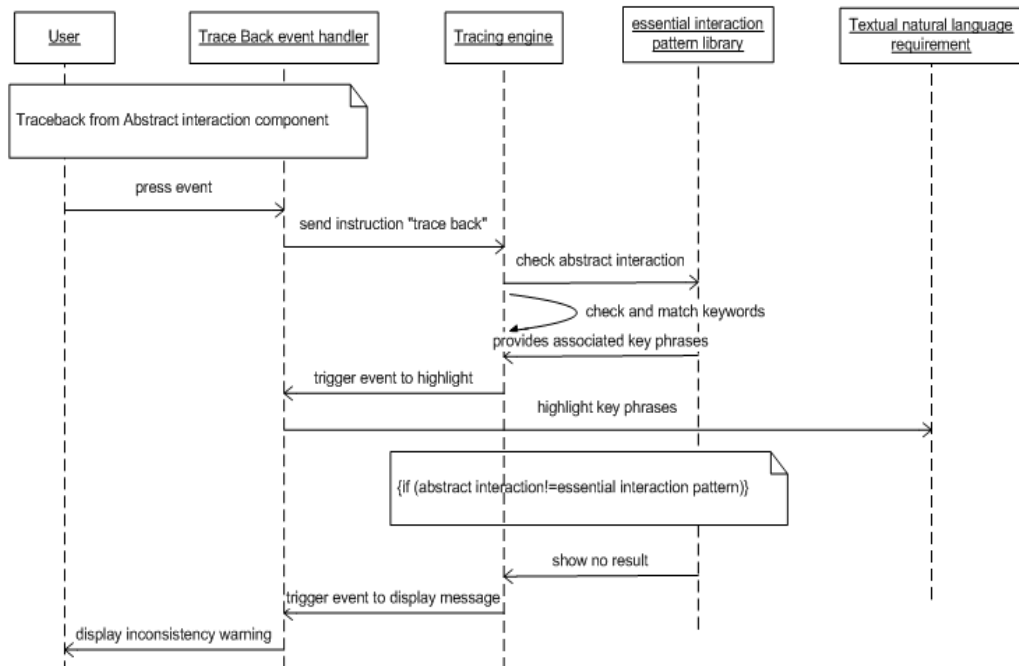 User
Trace Back event handler
Tracing engine
essential interaction
pattern library
Textual natural language
requirement
Traceback from Abstract interaction component
press event
send instruction "trace back"
check abstract interaction
check and match keywords
provides associated key phrases
trigger event to highlight
highlight key phrases
{if (abstract interaction!=essential interaction pattern)}
show no result
trigger event to display message
display inconsistency warning